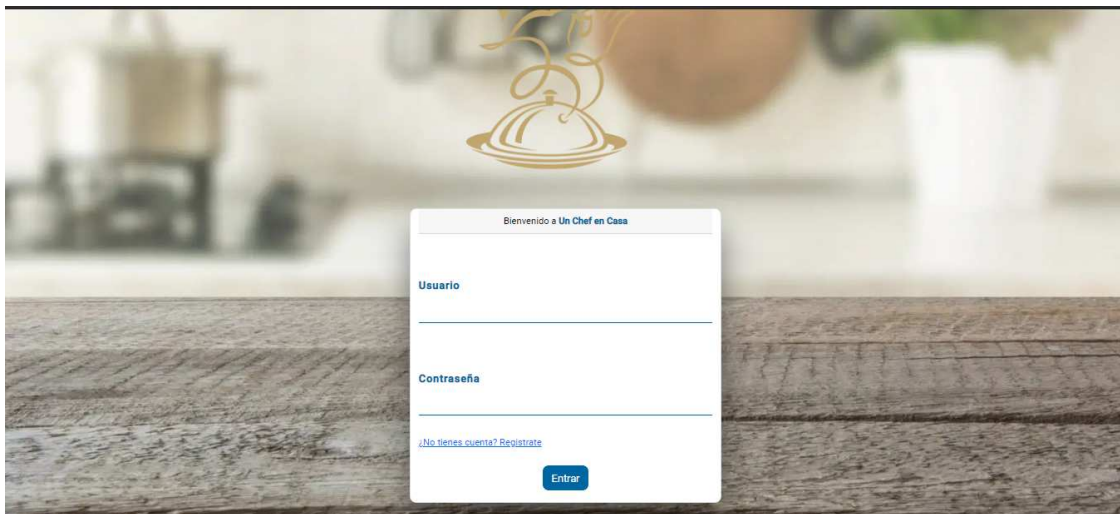 Bienvenido a Un Chef en Casa
Usuario
Contraseña
¿No tienes cuenta? Registrate
Entrar